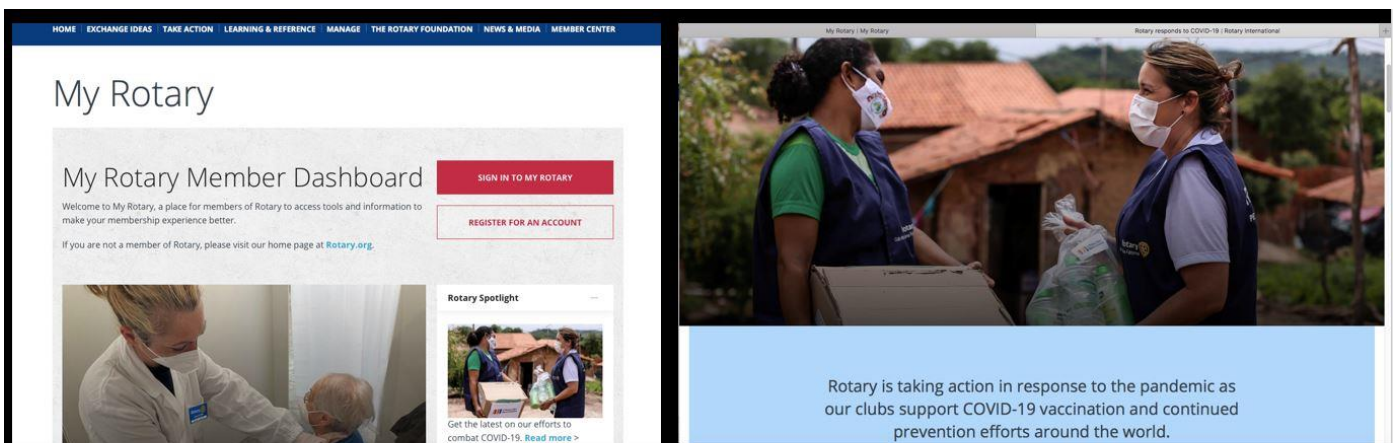 HOME EXCHANGE IDEAS TAKE ACTION LEARNING & REFERENCE MANAGE THE ROTARY FOUNDATION NEWS & MEDIA MEMBER CENTER
My Rotary
My Rotary Member Dashboard
Welcome to My Rotary, a place for members of Rotary to access tools and information to
make your membership experience better.
If you are not a member of Rotary, please visit our home page at Rotary.org.
SIGN IN TO MY ROTARY
REGISTER FOR AN ACCOUNT
Rotary Spotlight
Get the latest on our efforts to
combat COVID-19. Read more >
My Rotary | My Rotary
Rotary responds to COVID-19 | Rotary International
Rotary
Rotary is taking action in response to the pandemic as
our clubs support COVID-19 vaccination and continued
prevention efforts around the world.